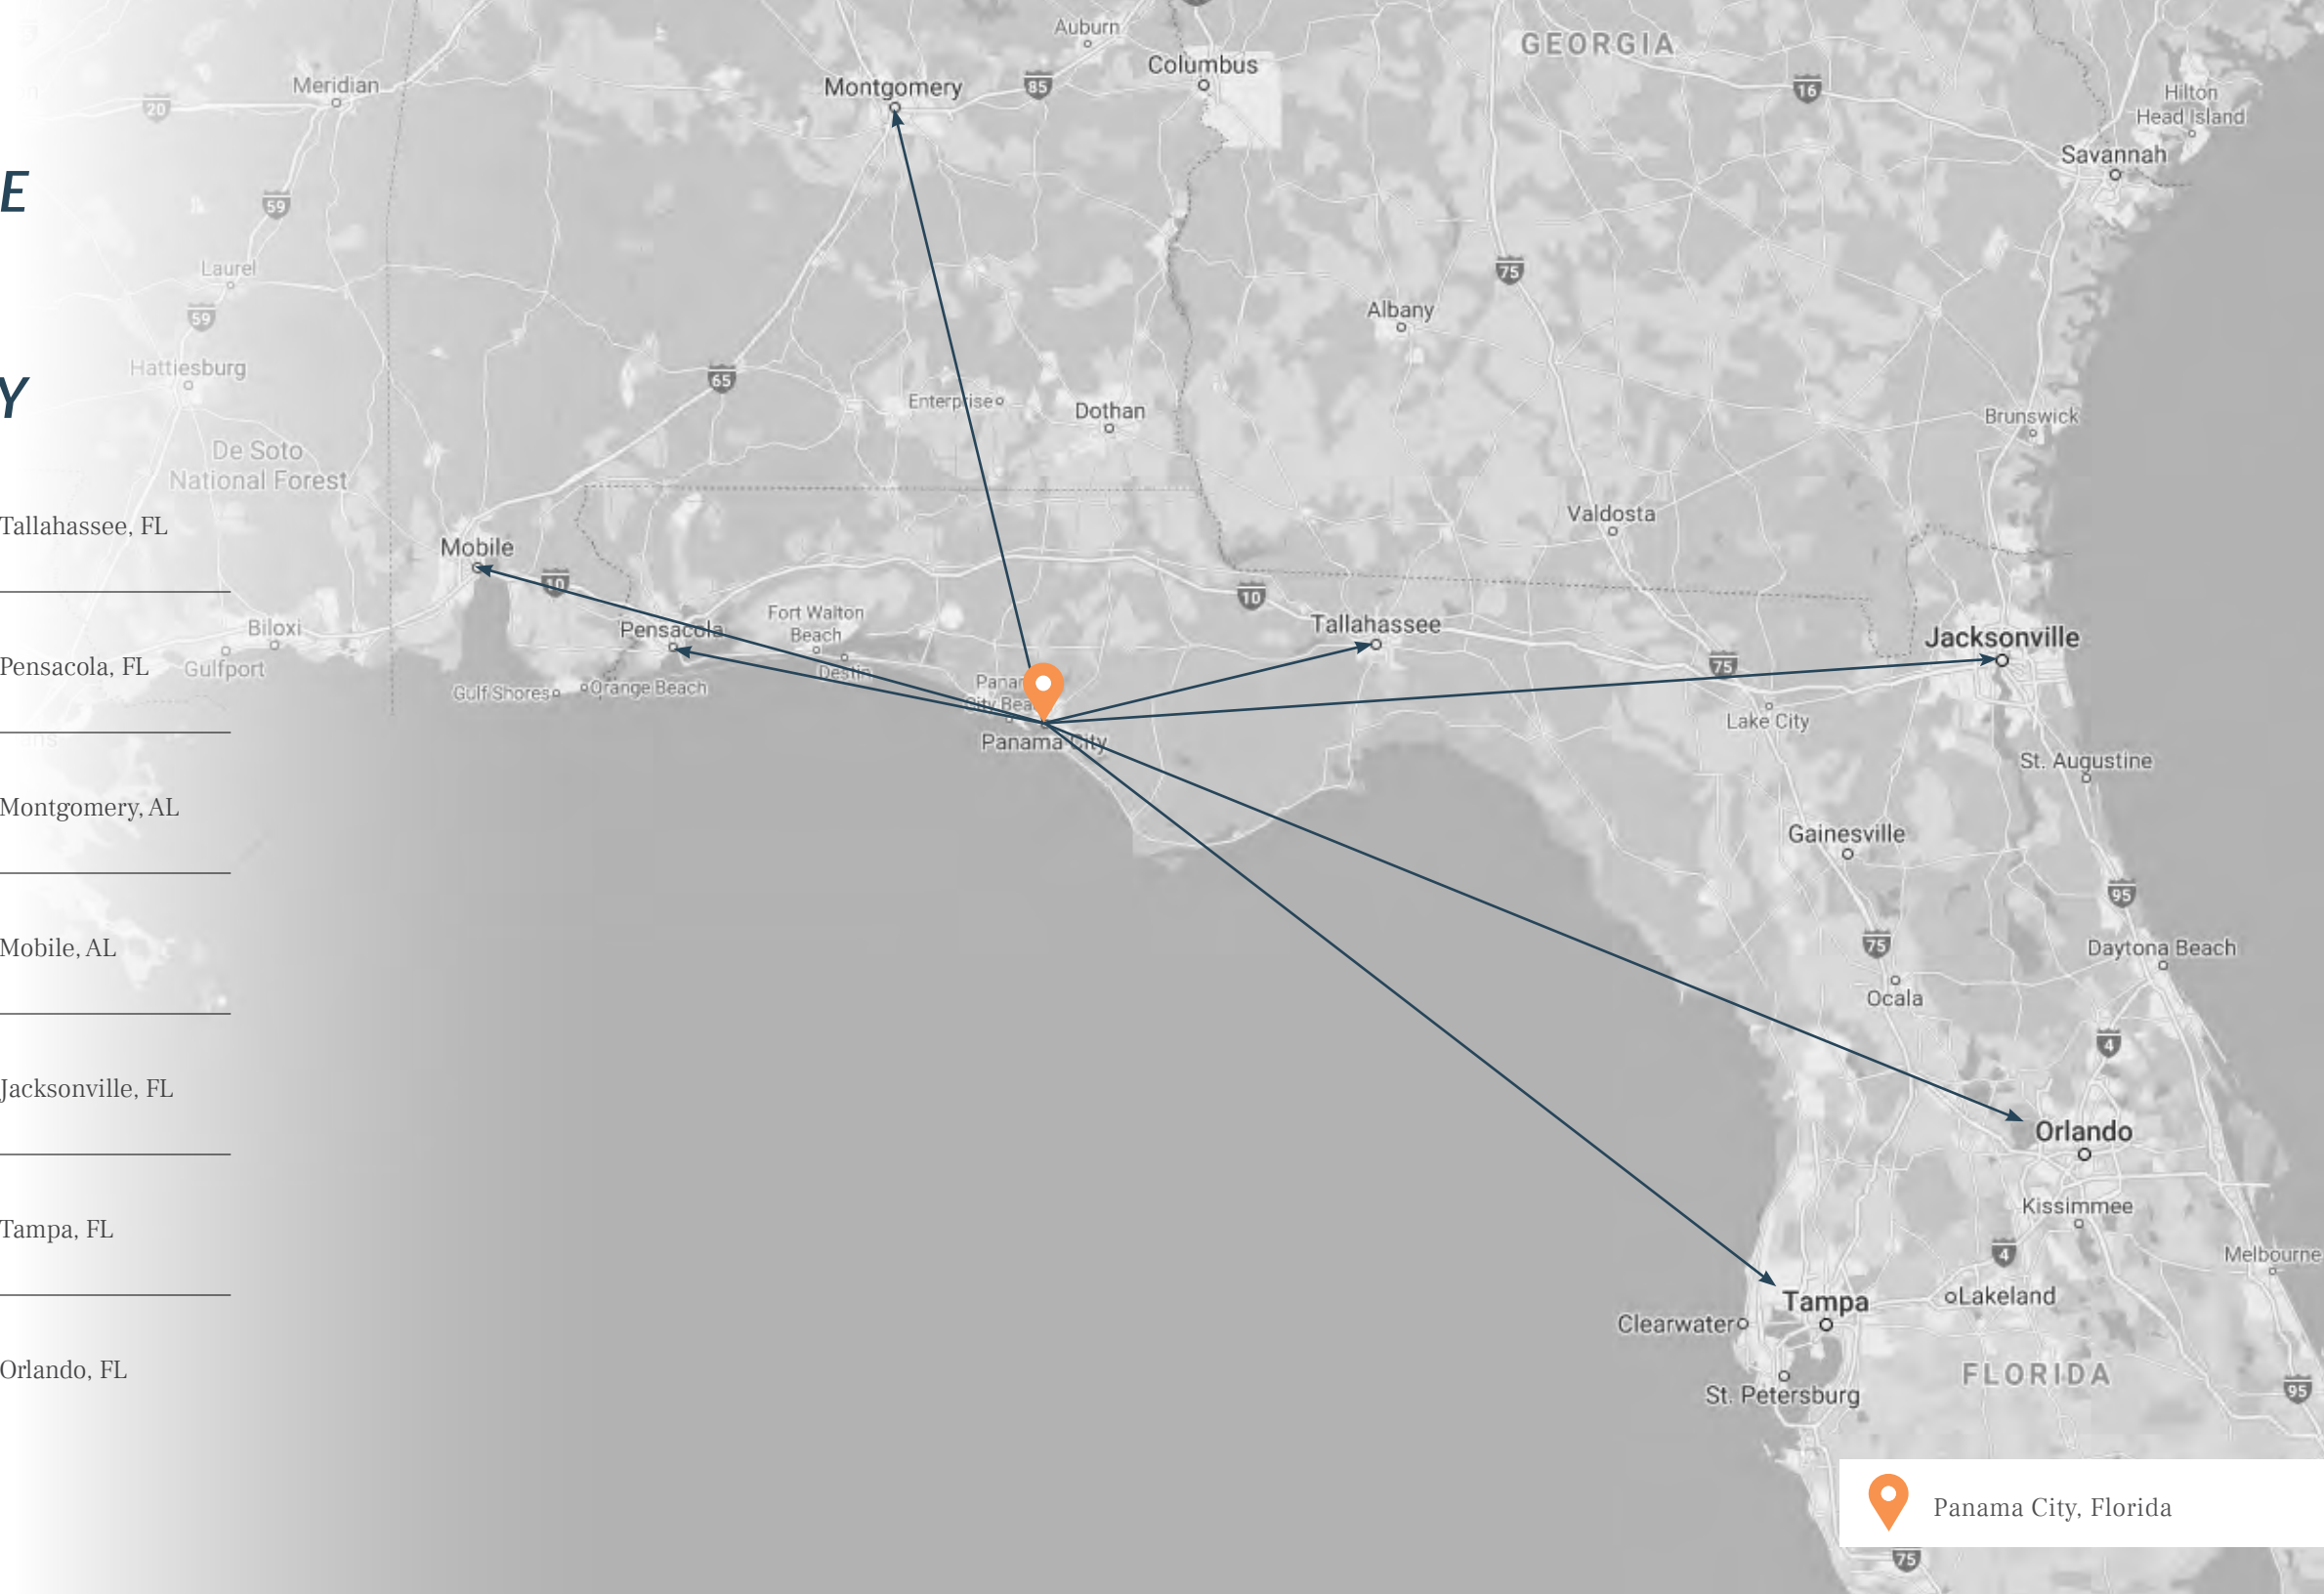 E
Y
Tallahassee, FL
Pensacola, FL
Montgomery, AL
Mobile, AL
Jacksonville, FL
Tampa, FL
Orlando, FL
Auburn
Columbus
GEORGIA
Meridian
Montgomery
85
16
20
Hilton
Head Island
Savannah
59
Laurel
75
59
Albany
Hattiesburg
65
Enterprise
Dothan
Brunswick
De Soto
National Forest
Valdosta
Mobile
10
10
Fort Walton
Beach
Tallahassee
Biloxi
Pensacola
Jacksonville
Gulfport
75
Destin
Gulf Shores
Orange Beach
Lake City
Panama City
St. Augustine
Gainesville
95
75
Daytona Beach
Ocala
4
Orlando
Kissimmee
4
Melbourne
Tampa
Lakeland
Clearwater
FLORIDA
St. Petersburg
95
Panama City, Florida
75